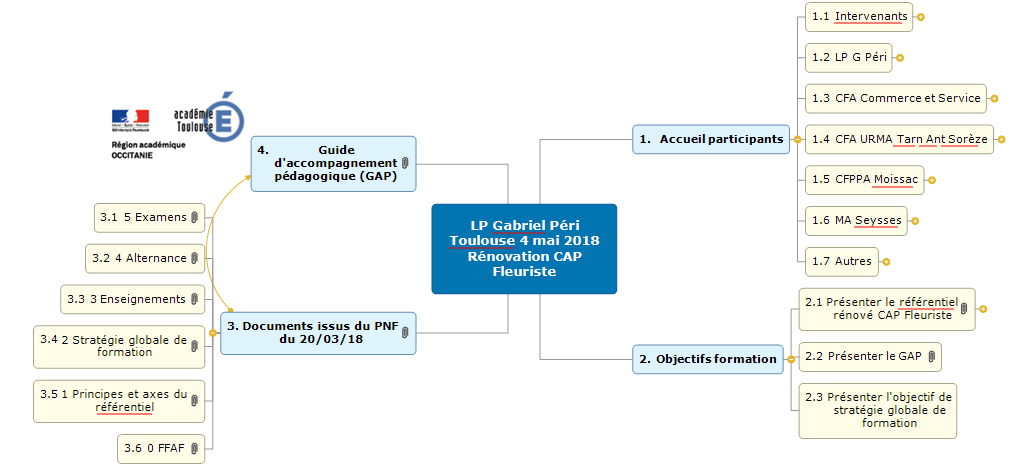 académie
Toulouse
RÉPUBLIQUE FRANÇAISE
Région académique
OCCITANIE
LP Gabriel Péri
Toulouse 4 mai 2018
Rénovation CAP
Fleuriste
1. Accueil participants
1.1 Intervenants
1.2 LP G Péri
1.3 CFA Commerce et Service
1.4 CFA URMA Tarn Ant Sorèze
1.5 CFPPA Moissac
1.6 MA Seysses
1.7 Autres
2. Objectifs formation
2.1 Présenter le référentiel
rénové CAP Fleuriste
2.2 Présenter le GAP
2.3 Présenter l'objectif de
stratégie globale de
formation
3. Documents issus du PNF
du 20/03/18
3.1 5 Examens
3.2 4 Alternance
3.3 3 Enseignements
3.4 2 Stratégie globale de
formation
3.5 1 Principes et axes du
référentiel
3.6 0 FFAF
4. Guide
d'accompagnement
pédagogique (GAP)